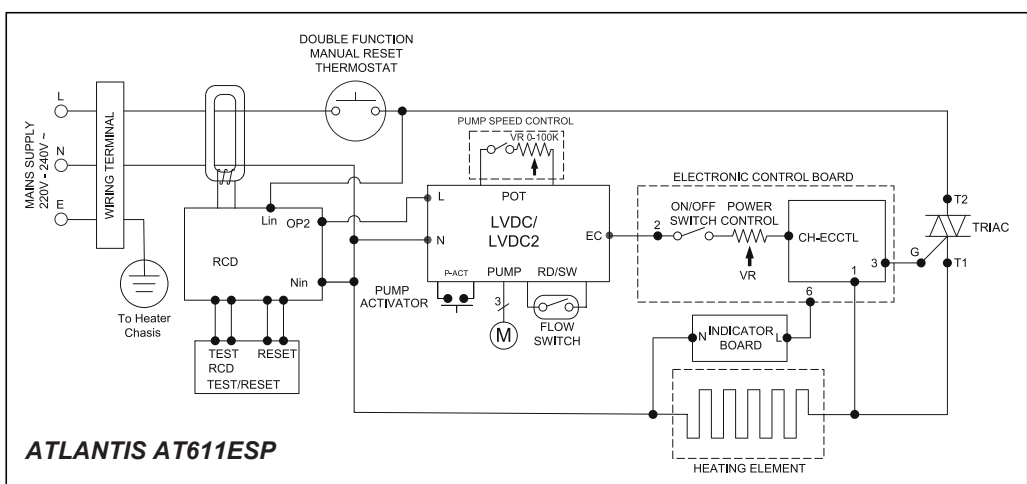 DOUBLE FUNCTION
MANUAL RESET
THERMOSTAT
MAINS SUPPLY
220V - 240V ~
L
N
E
WIRING TERMINAL
To Heater
Chasis
Lin
OP2
RCD
Nin
TEST
RESET
RCD
TEST/RESET
PUMP SPEED CONTROL
VR 0-100K
POT
L
N
LVDC/
LVDC2
EC
P-ACT
PUMP
RD/SW
PUMP
ACTIVATOR
3
M
FLOW
SWITCH
ELECTRONIC CONTROL BOARD
2
ON/OFF
SWITCH
POWER
CONTROL
VR
CH-ECCTL
3
1
6
G
T2
TRIAC
T1
N
INDICATOR
BOARD
L
HEATING ELEMENT
ATLANTIS AT611ESP